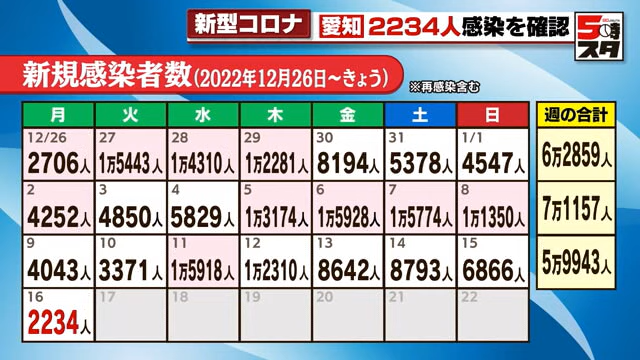 新型コロナ 愛知 2234人感染を確認 5時スタ
新規感染者数(2022年12月26日〜きょう) ※再感染含む
月 火 水 木 金 土 日 週の合計
12/26 27 28 29 30 31 1/1
2706人 1万5443人 1万4310人 1万2281人 8194人 5378人 4547人 6万2859人
2 3 4 5 6 7 8
4252人 4850人 5829人 1万3174人 1万5928人 1万5774人 1万1350人 7万1157人
9 10 11 12 13 14 15
4043人 3371人 1万5918人 1万2310人 8642人 8793人 6866人 5万9943人
16 17 18 19 20 21 22
2234人